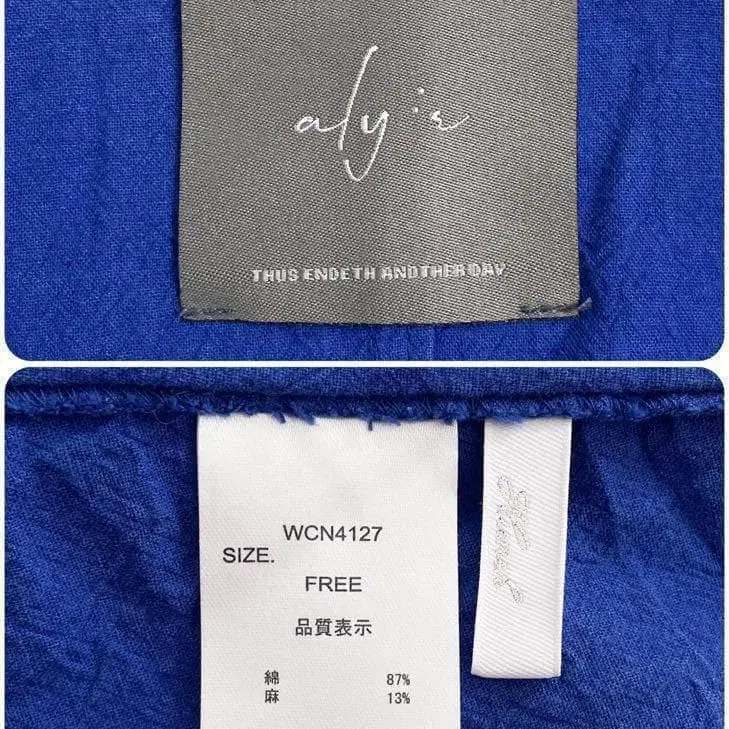 aly:r
THUS ENDETH ANOTHER DAY
WCN4127
SIZE.
FREE
品質表示
綿 87%
麻 13%